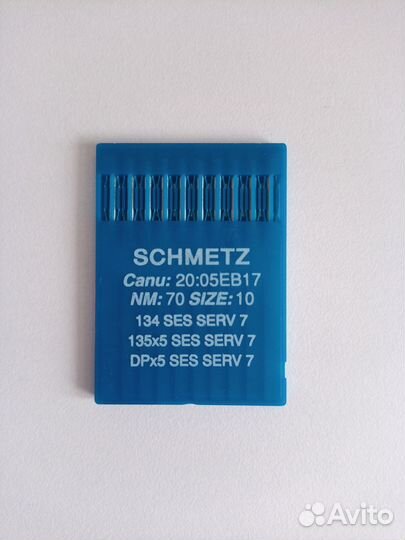 SCHMETZ
Canu: 20:05EB17
NM: 70 SIZE: 10
134 SES SERV 7
135x5 SES SERV 7
DPx5 SES SERV 7
Avito